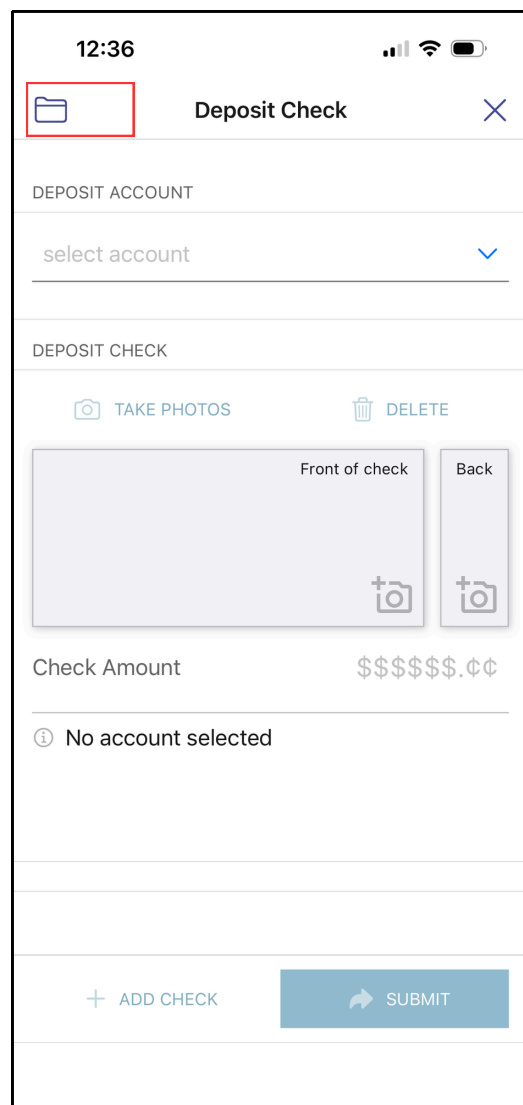 12:36
Deposit Check
DEPOSIT ACCOUNT
select account
DEPOSIT CHECK
TAKE PHOTOS
DELETE
Front of check
Back
Check Amount
$$$$$$.¢¢
No account selected
ADD CHECK
SUBMIT